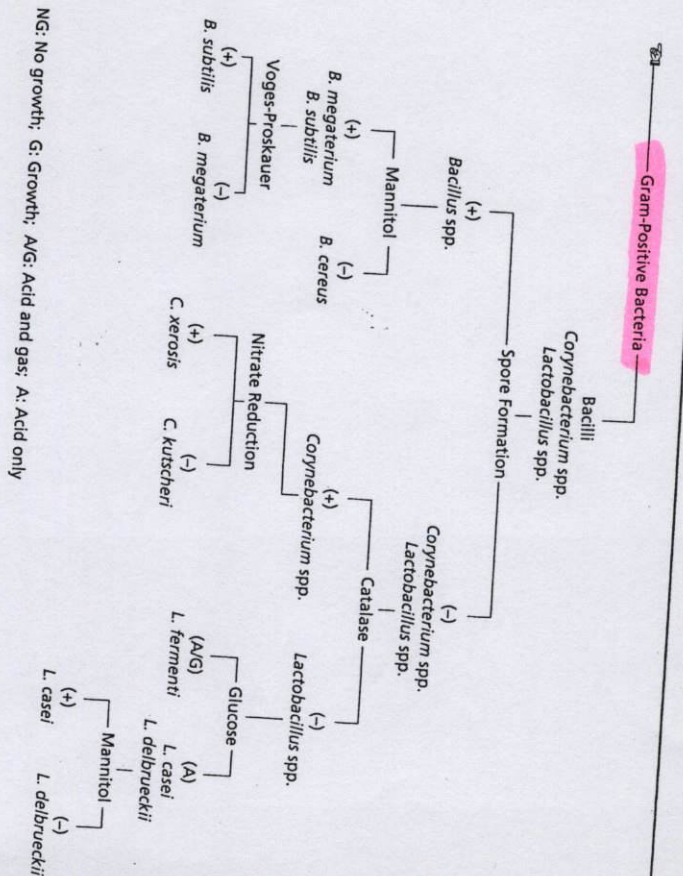 Gram-Positive Bacteria
Bacilli
Corynebacterium spp.
Lactobacillus spp.
Spore Formation
(+)
Bacillus spp.
(-)
Corynebacterium spp.
Lactobacillus spp.
Mannitol
Catalase
(+)
B. megaterium
B. subtilis
(-)
B. cereus
(+)
Corynebacterium spp.
(-)
Lactobacillus spp.
Voges-Proskauer
Nitrate Reduction
Glucose
(+)
B. subtilis
(-)
B. megaterium
(+)
C. xerosis
(-)
C. kutscheri
(A/G)
L. fermenti
(A)
L. casei
L. delbrueckii
Mannitol
(+)
L. casei
(-)
L. delbrueckii
NG: No growth; G: Growth; A/G: Acid and gas; A: Acid only